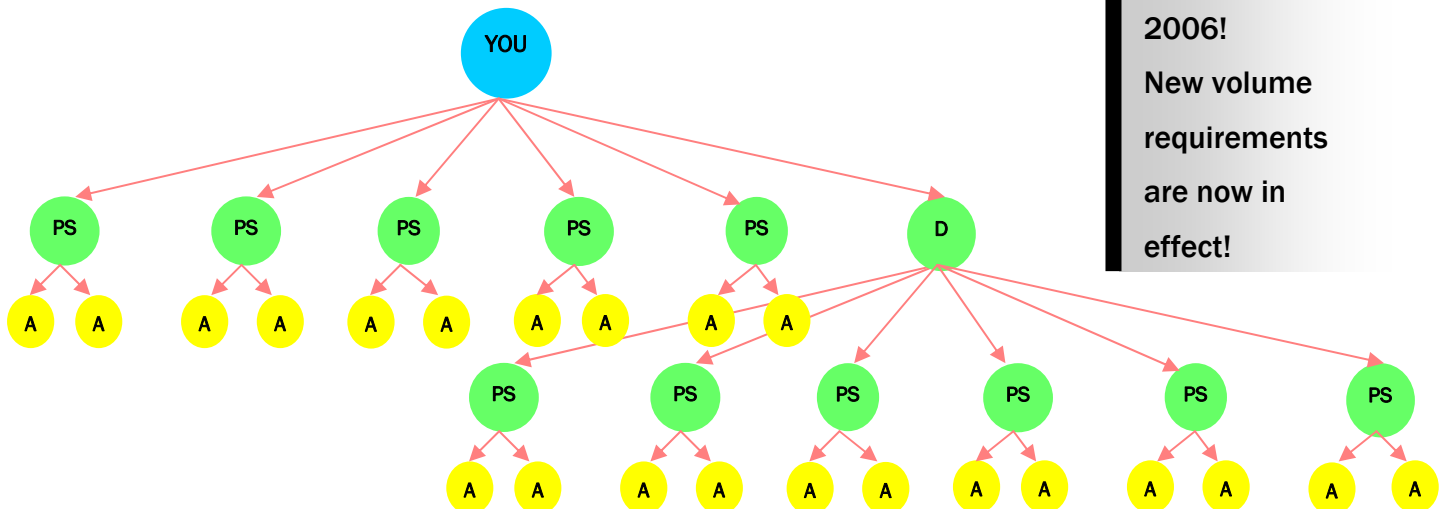 YOU
2006!
New volume
requirements
are now in
effect!
PS PS PS PS PS D
A A A A A A A A A A
PS PS PS PS PS PS
A A A A A A A A A A A A